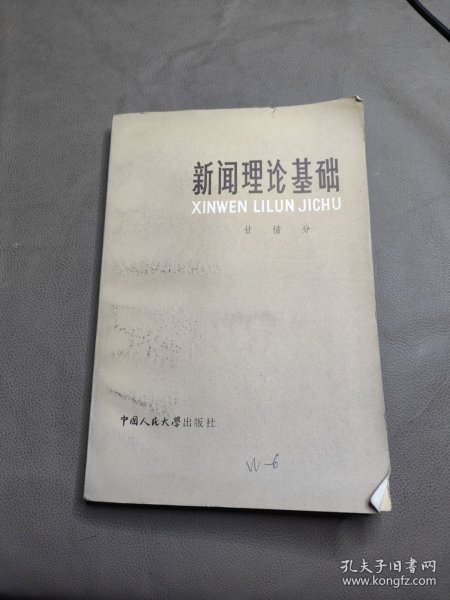 新闻理论基础
XINWEN LILUN JICHU
甘惜分
中国人民大学出版社
W-6
孔夫子旧书网
www.kongfz.com